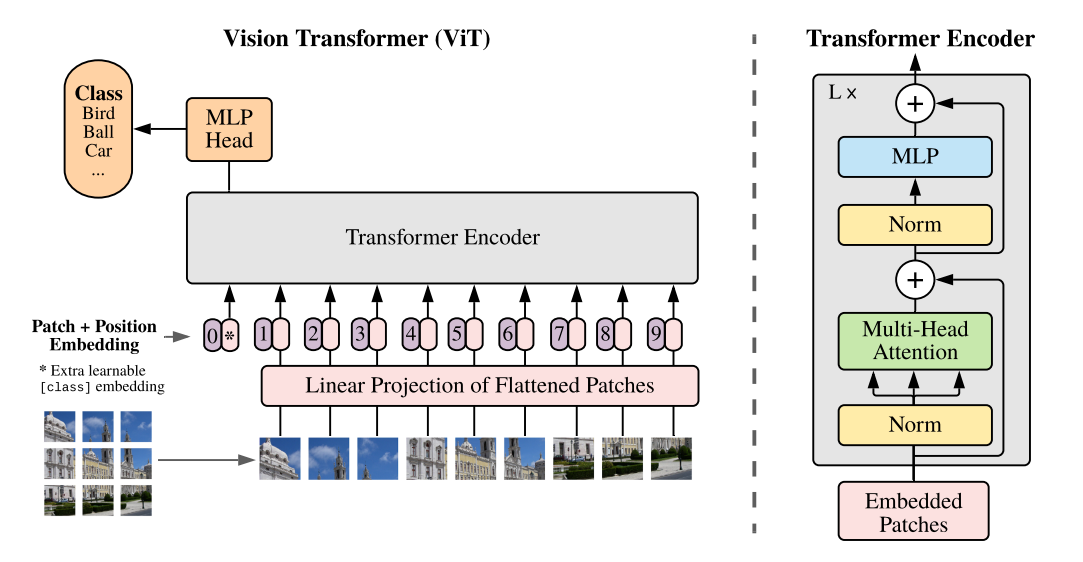 Vision Transformer (ViT)
Class
Bird
Ball
Car
...
MLP
Head
Transformer Encoder
0 * 1 2 3 4 5 6 7 8 9
Patch + Position
Embedding
* Extra learnable
[class] embedding
Linear Projection of Flattened Patches
Transformer Encoder
L ×
+
MLP
Norm
+
Multi-Head
Attention
Norm
Embedded
Patches